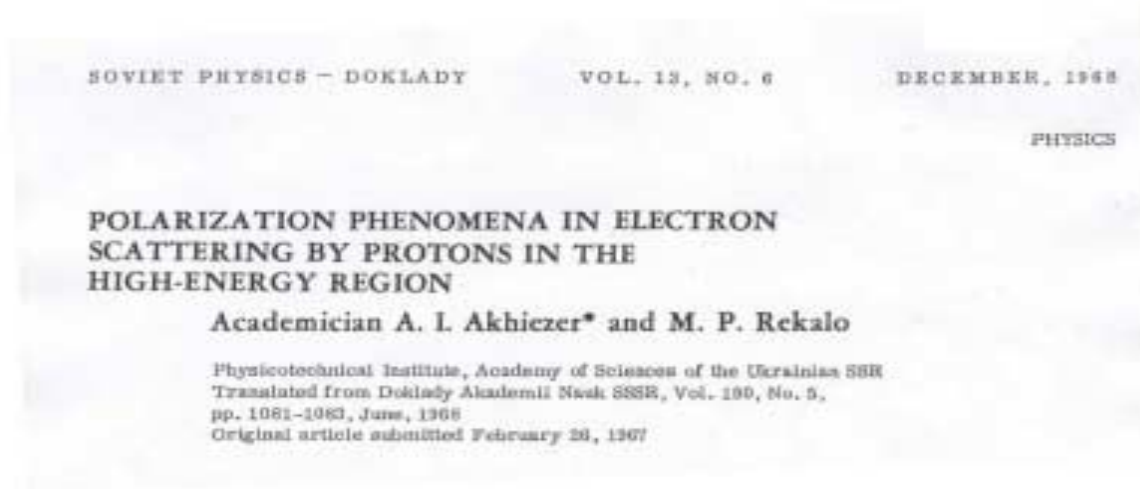 SOVIET PHYSICS – DOKLADY VOL. 13, NO. 6 DECEMBER, 1968
PHYSICS
POLARIZATION PHENOMENA IN ELECTRON
SCATTERING BY PROTONS IN THE
HIGH-ENERGY REGION
Academician A. I. Akhiezer* and M. P. Rekalo
Physicotechnical Institute, Academy of Sciences of the Ukrainian SSR
Translated from Doklady Akademii Nauk SSSR, Vol. 180, No. 5,
pp. 1081-1083, June, 1968
Original article submitted February 26, 1967